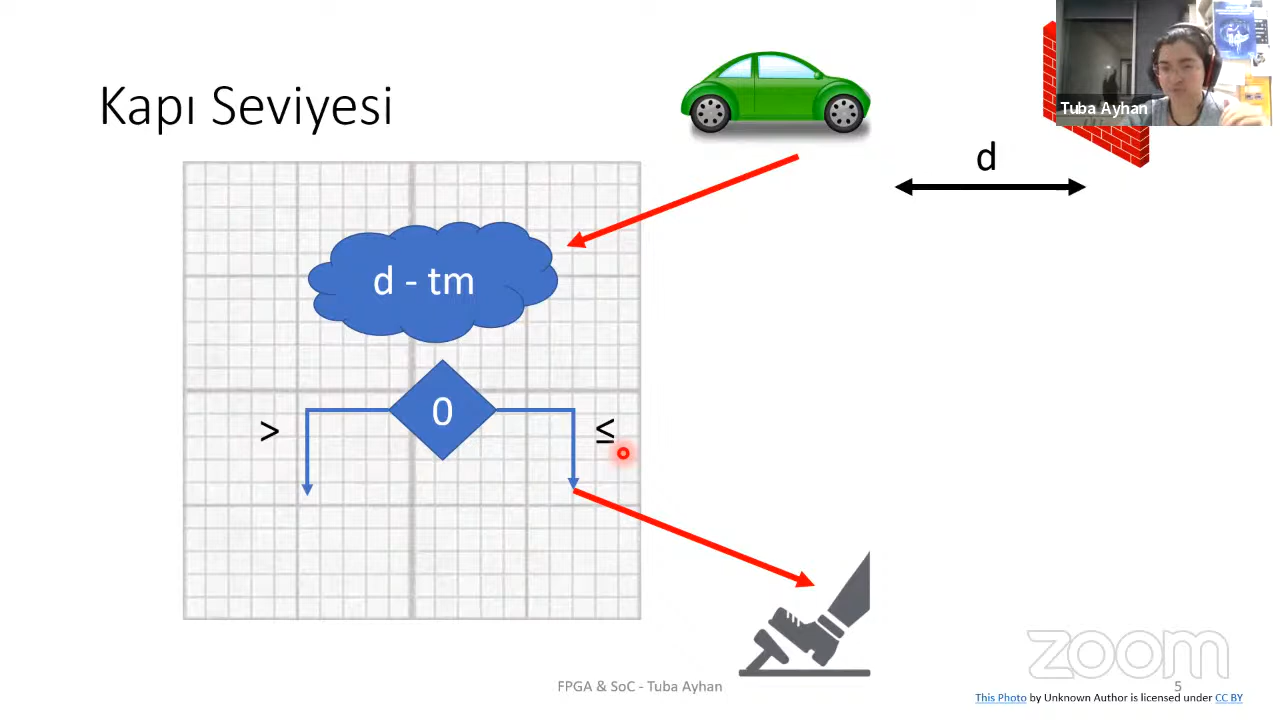 Kapı Seviyesi
Tuba Ayhan
d
d - tm
0
>
≤
zoom
FPGA & SoC - Tuba Ayhan
5
This Photo by Unknown Author is licensed under CC BY